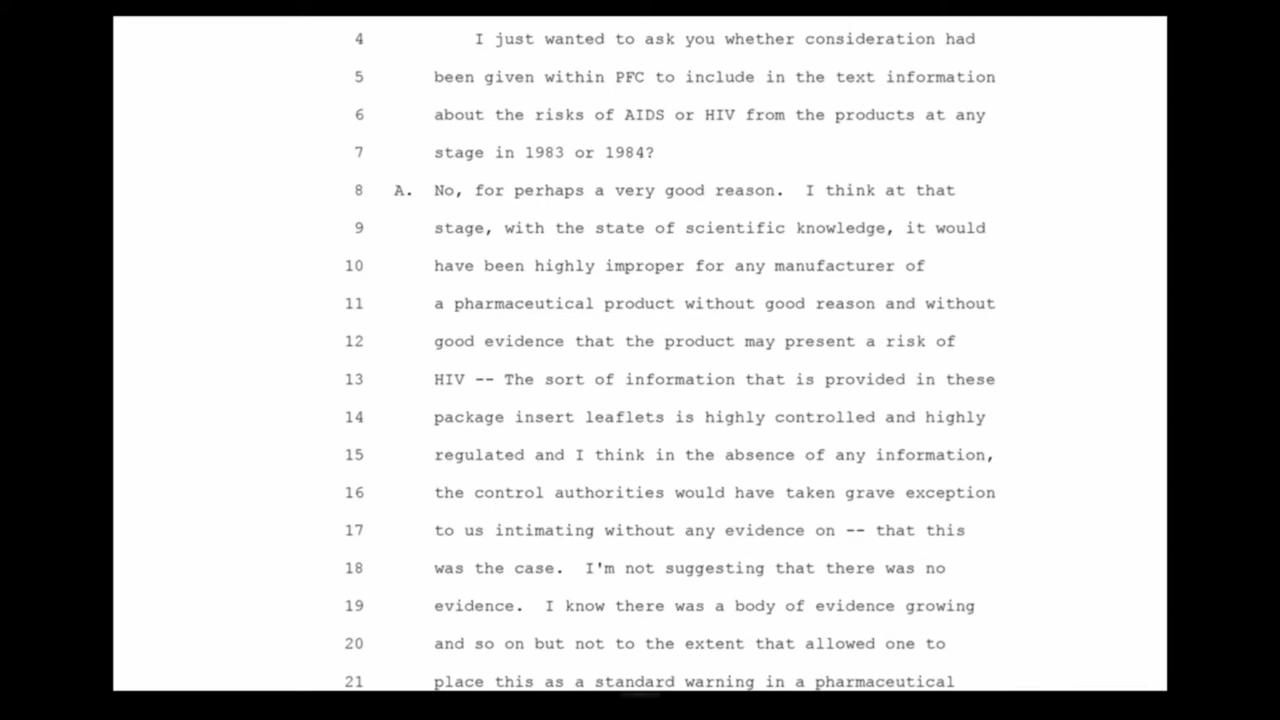 4 I just wanted to ask you whether consideration had
5 been given within PFC to include in the text information
6 about the risks of AIDS or HIV from the products at any
7 stage in 1983 or 1984?
8 A. No, for perhaps a very good reason. I think at that
9 stage, with the state of scientific knowledge, it would
10 have been highly improper for any manufacturer of
11 a pharmaceutical product without good reason and without
12 good evidence that the product may present a risk of
13 HIV -- The sort of information that is provided in these
14 package insert leaflets is highly controlled and highly
15 regulated and I think in the absence of any information,
16 the control authorities would have taken grave exception
17 to us intimating without any evidence on -- that this
18 was the case. I'm not suggesting that there was no
19 evidence. I know there was a body of evidence growing
20 and so on but not to the extent that allowed one to
21 place this as a standard warning in a pharmaceutical